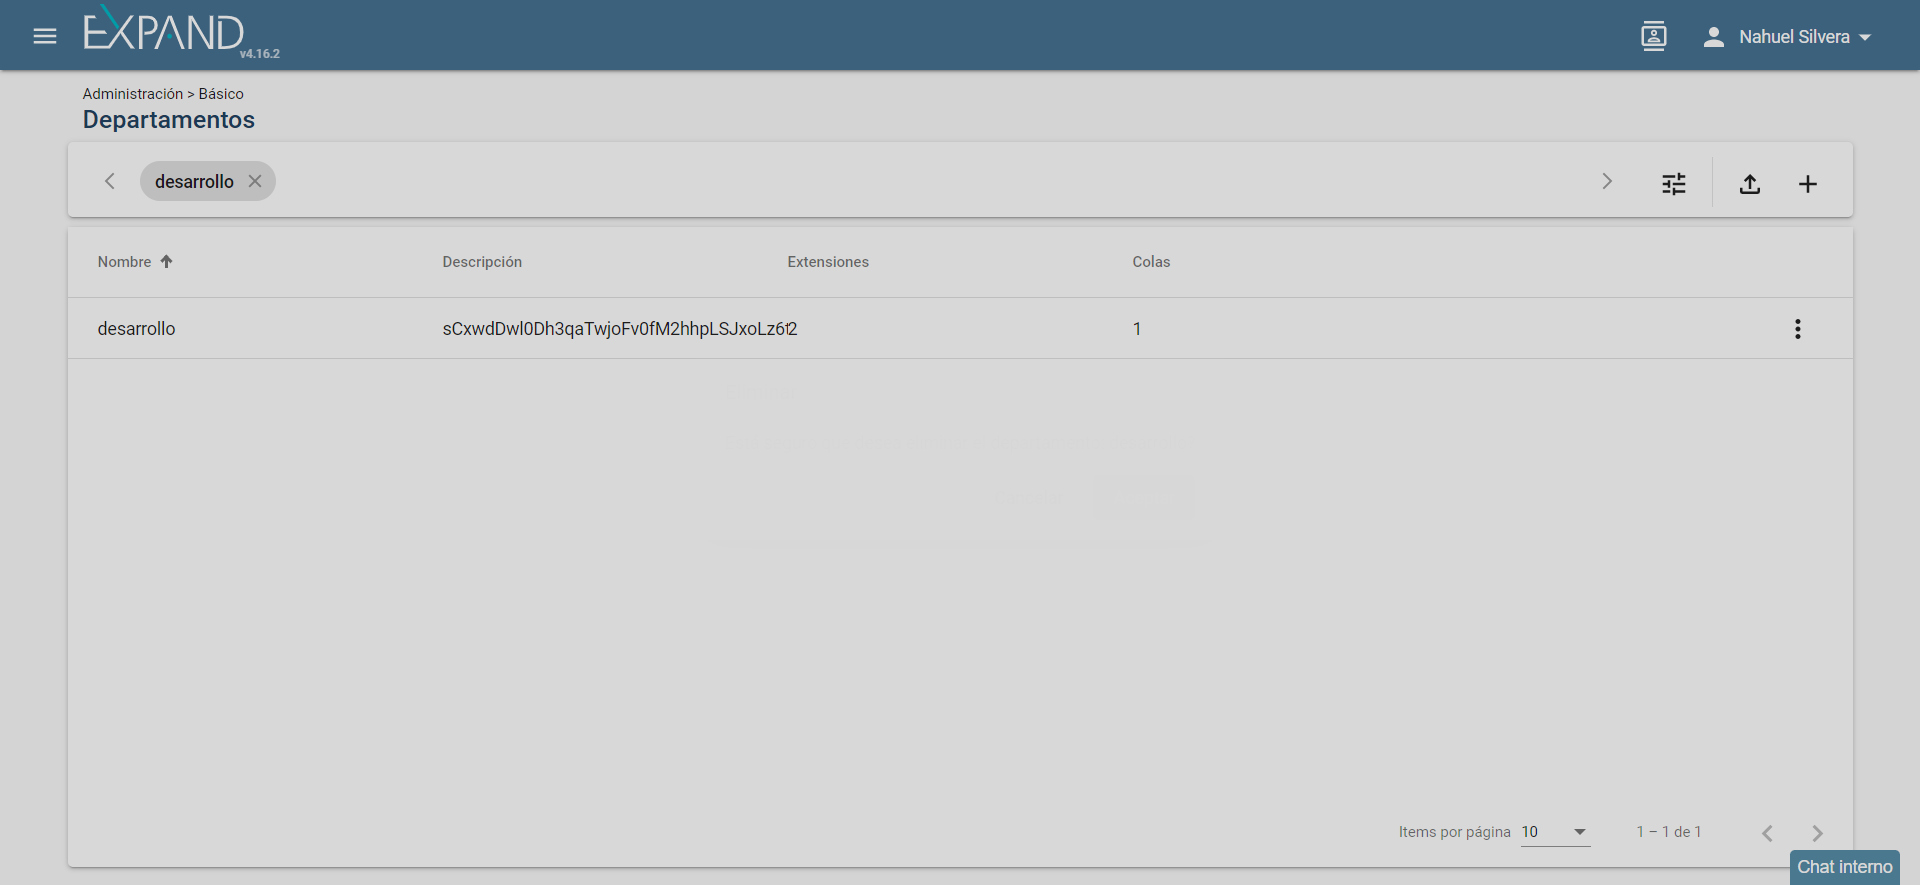 EXPAND
v4.16.2
Nahuel Silvera
Administración > Básico
Departamentos
desarrollo
Nombre Descripción Extensiones Colas
desarrollo sCxwdDwl0Dh3qaTwjoFv0fM2hhpLSJxoLz6f2 1
Items por página 10 1 – 1 de 1
Chat interno